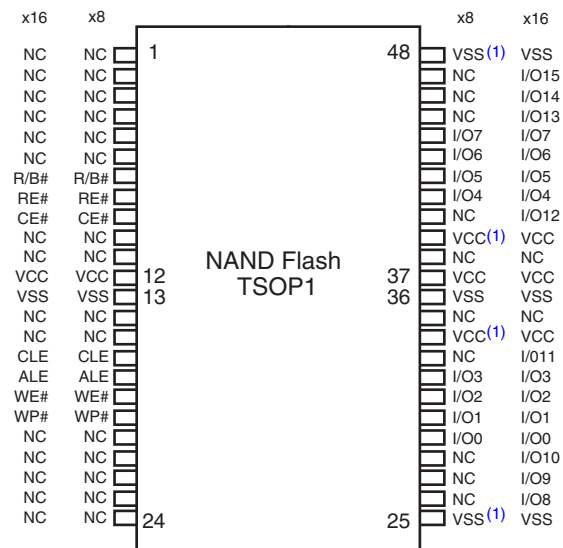 x16 x8 x8 x16
NC NC 1 48 VSS(1) VSS
NC NC NC I/O15
NC NC NC I/O14
NC NC NC I/O13
NC NC I/O7 I/O7
NC NC I/O6 I/O6
R/B# R/B# I/O5 I/O5
RE# RE# I/O4 I/O4
CE# CE# NC I/O12
NC NC VCC(1) VCC
NC NC NAND Flash NC NC
VCC VCC 12 TSOP1 37 VCC VCC
VSS VSS 13 36 VSS VSS
NC NC NC NC
NC NC VCC(1) VCC
CLE CLE NC I/011
ALE ALE I/O3 I/O3
WE# WE# I/O2 I/O2
WP# WP# I/O1 I/O1
NC NC I/O0 I/O0
NC NC NC I/O10
NC NC NC I/O9
NC NC NC I/O8
NC NC 24 25 VSS(1) VSS